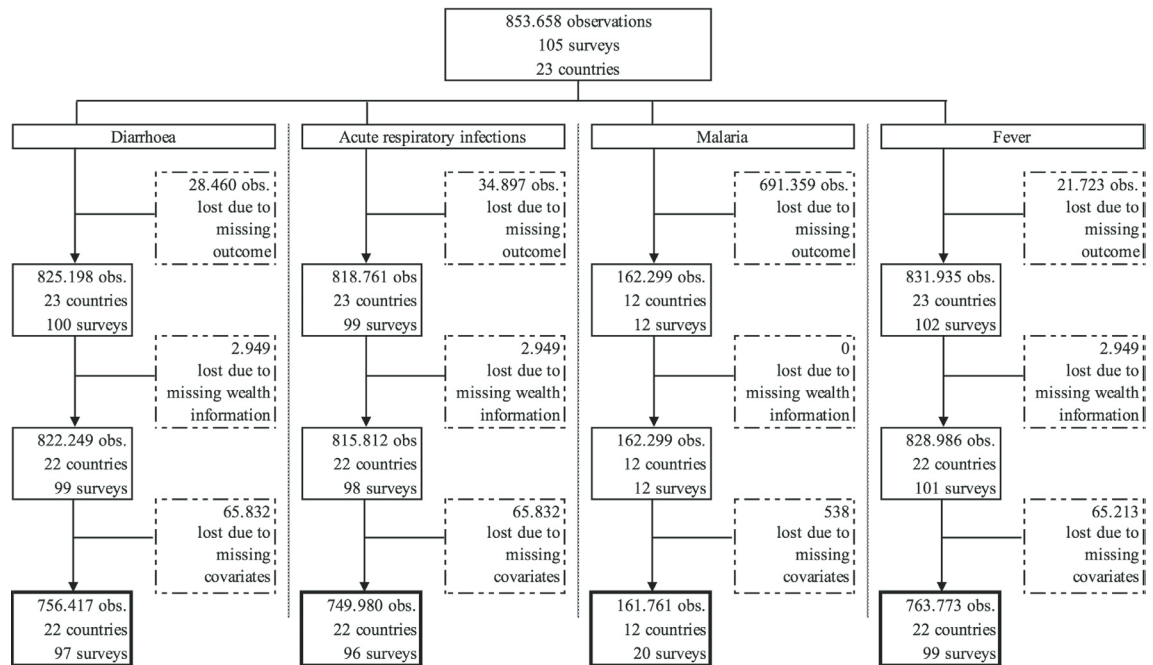 853.658 observations
105 surveys
23 countries
Diarrhoea
28.460 obs.
lost due to
missing
outcome
825.198 obs.
23 countries
100 surveys
2.949
lost due to
missing wealth
information
822.249 obs.
22 countries
99 surveys
65.832
lost due to
missing
covariates
756.417 obs.
22 countries
97 surveys
Acute respiratory infections
34.897 obs.
lost due to
missing
outcome
818.761 obs
23 countries
99 surveys
2.949
lost due to
missing wealth
information
815.812 obs
22 countries
98 surveys
65.832
lost due to
missing
covariates
749.980 obs
22 countries
96 surveys
Malaria
691.359 obs.
lost due to
missing
outcome
162.299 obs.
12 countries
12 surveys
0
lost due to
missing wealth
information
162.299 obs.
12 countries
12 surveys
538
lost due to
missing
covariates
161.761 obs.
12 countries
20 surveys
Fever
21.723 obs.
lost due to
missing
outcome
831.935 obs.
23 countries
102 surveys
2.949
lost due to
missing wealth
information
828.986 obs.
22 countries
101 surveys
65.213
lost due to
missing
covariates
763.773 obs.
22 countries
99 surveys